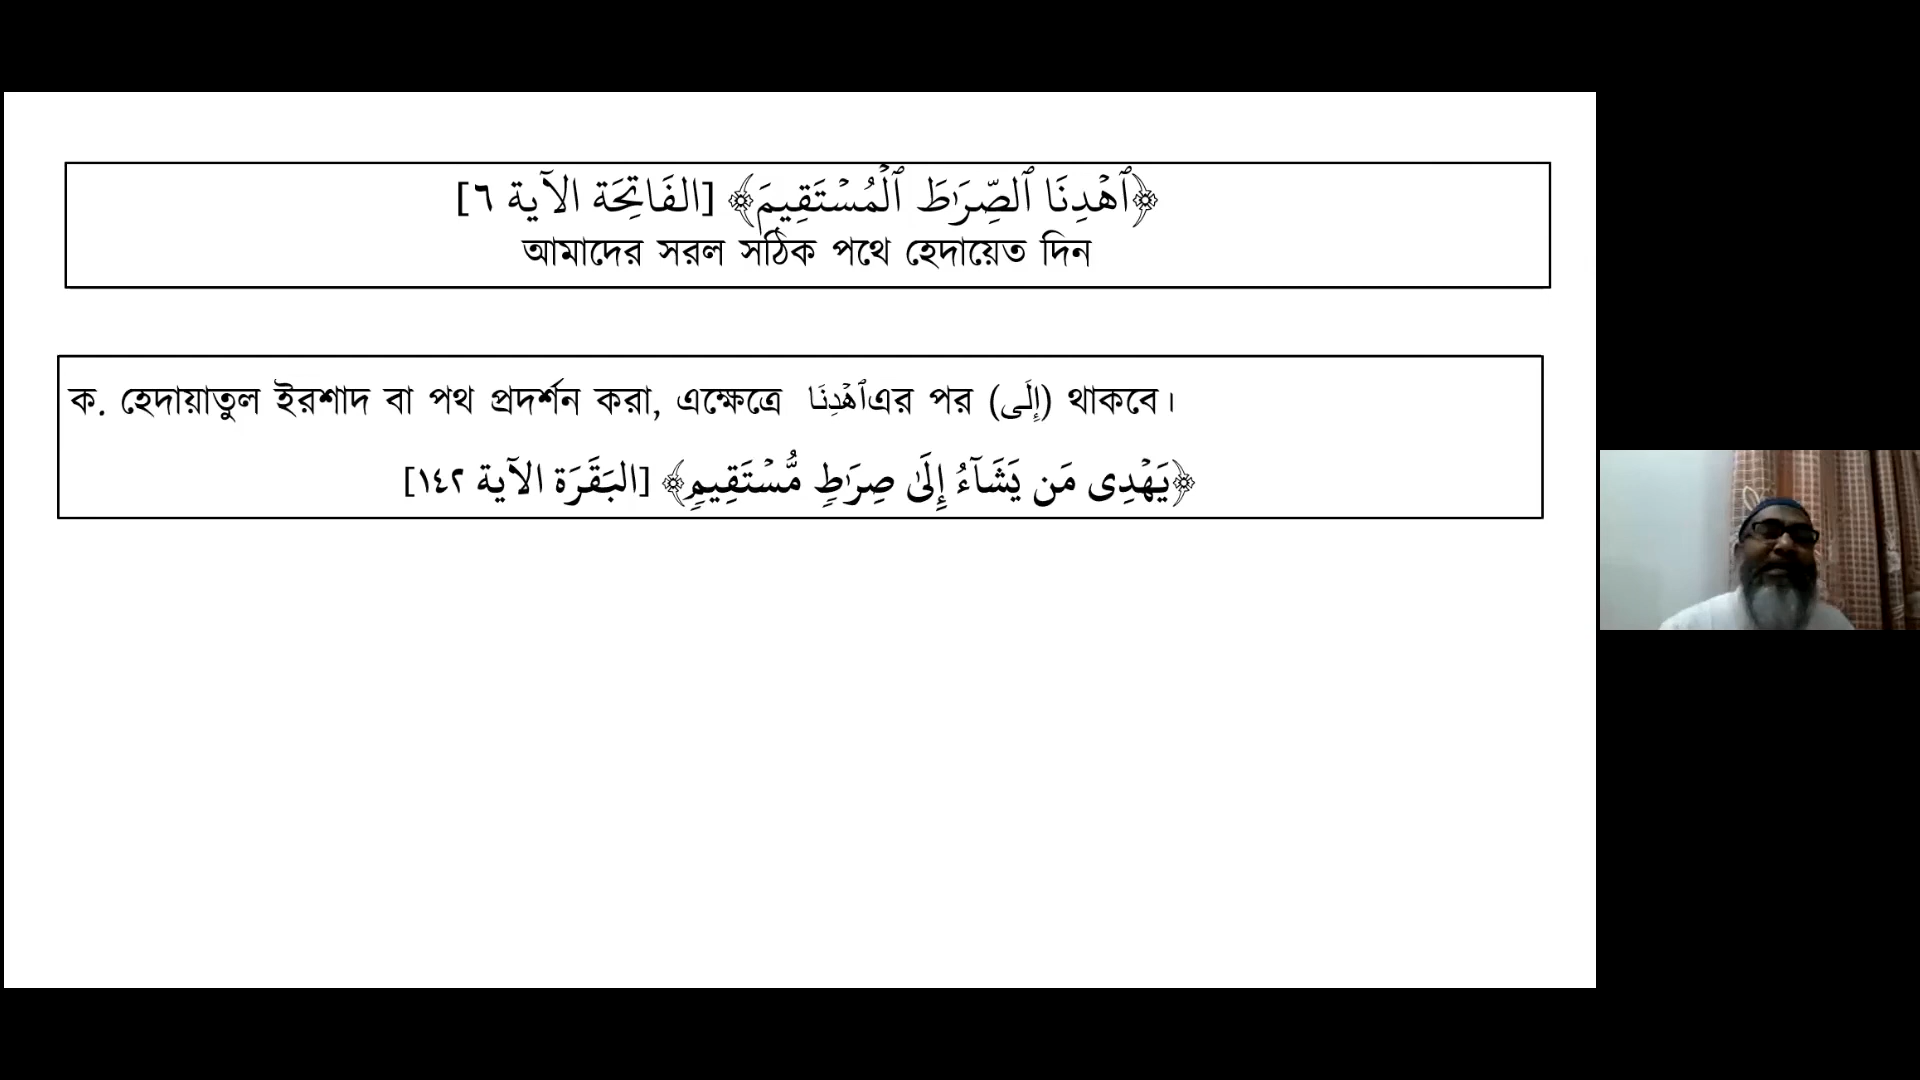 ﴿ٱهۡدِنَا ٱلصِّرَٰطَ ٱلۡمُسۡتَقِيمَ﴾ [الفَاتِحَة الآية ٦]
আমাদের সরল সঠিক পথে হেদায়েত দিন
ক. হেদায়াতুল ইরশাদ বা পথ প্রদর্শন করা, এক্ষেত্রে ٱهۡدِنَاএর পর (إِلَى) থাকবে।
﴿يَهۡدِى مَن يَشَآءُ إِلَىٰ صِرَٰطٖ مُّسۡتَقِيمٖ﴾ [البَقَرَة الآية ١٤٢]